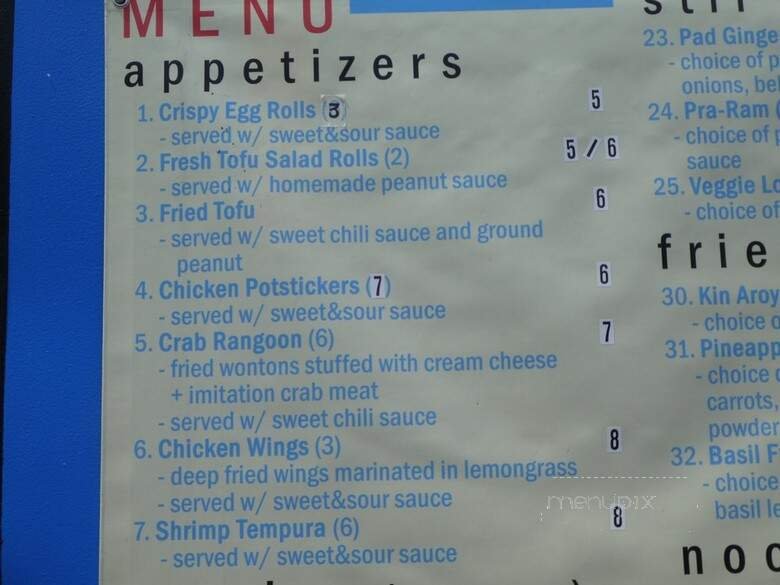 MENU
appetizers
1. Crispy Egg Rolls (3)
5
- served w/ sweet&sour sauce
2. Fresh Tofu Salad Rolls (2)
5 / 6
- served w/ homemade peanut sauce
3. Fried Tofu
6
- served w/ sweet chili sauce and ground
peanut
4. Chicken Potstickers (7)
6
- served w/ sweet&sour sauce
5. Crab Rangoon (6)
7
- fried wontons stuffed with cream cheese
+ imitation crab meat
- served w/ sweet chili sauce
6. Chicken Wings (3)
8
- deep fried wings marinated in lemongrass
- served w/ sweet&sour sauce
7. Shrimp Tempura (6)
8
- served w/ sweet&sour sauce
menupix
23. Pad Ginge
- choice of p
onions, bel
24. Pra-Ram (
- choice of p
sauce
25. Veggie Lo
- choice of
frie
30. Kin Aroy
- choice o
31. Pineapp
- choice o
carrots,
powder
32. Basil F
- choice
basil le
noo